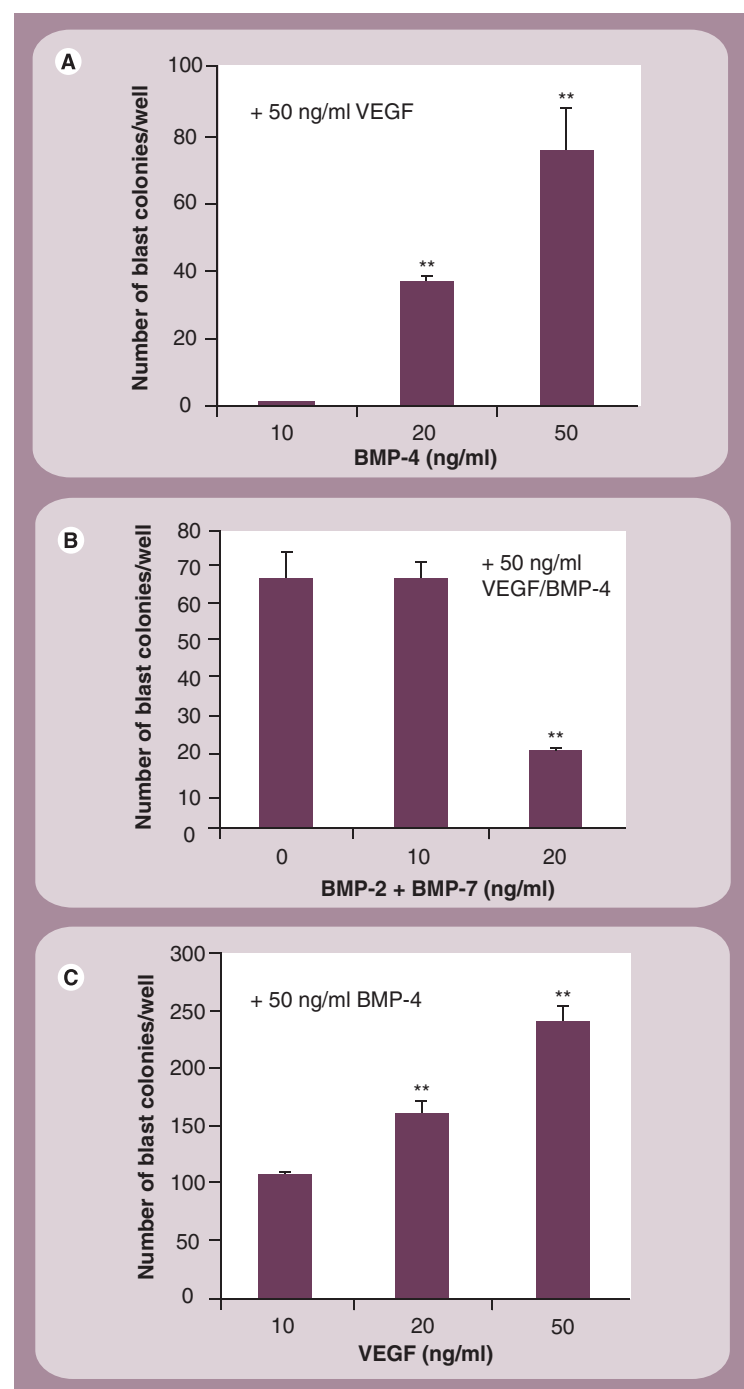 A
Number of blast colonies/well
100
80
60
40
20
0
+ 50 ng/ml VEGF
**
**
10 20 50
BMP-4 (ng/ml)
B
Number of blast colonies/well
80
70
60
50
40
30
20
10
0
+ 50 ng/ml
VEGF/BMP-4
**
0 10 20
BMP-2 + BMP-7 (ng/ml)
C
Number of blast colonies/well
300
250
200
150
100
50
0
+ 50 ng/ml BMP-4
**
**
10 20 50
VEGF (ng/ml)